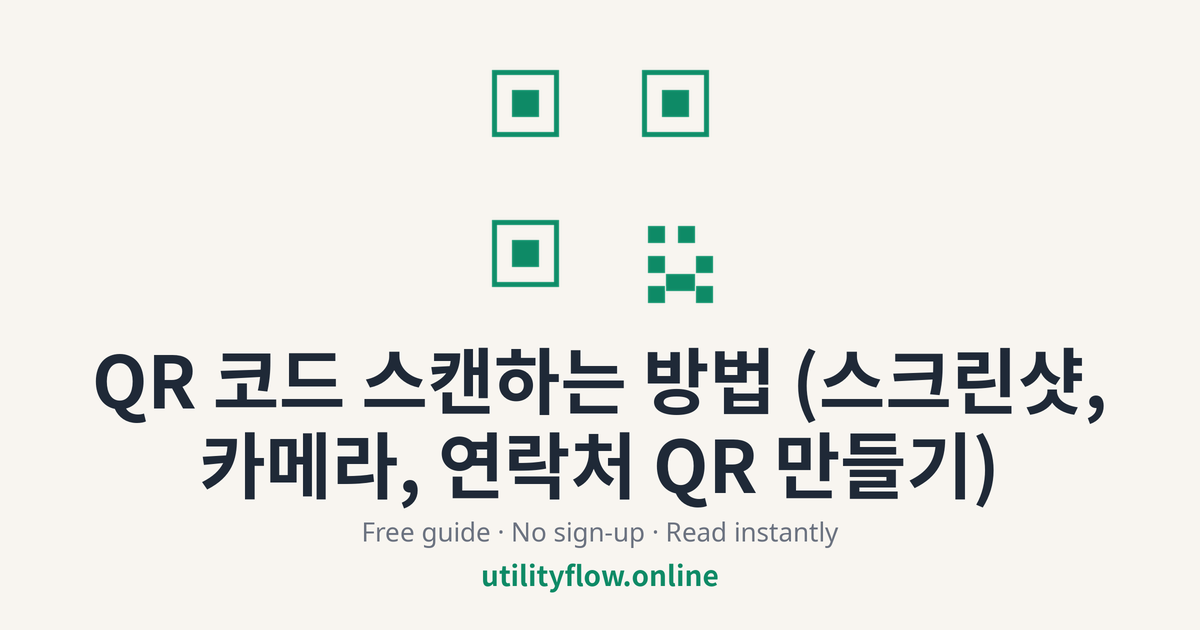 QR 코드 스캔하는 방법 (스크린샷,
카메라, 연락처 QR 만들기)
Free guide · No sign-up · Read instantly
utilityflow.online